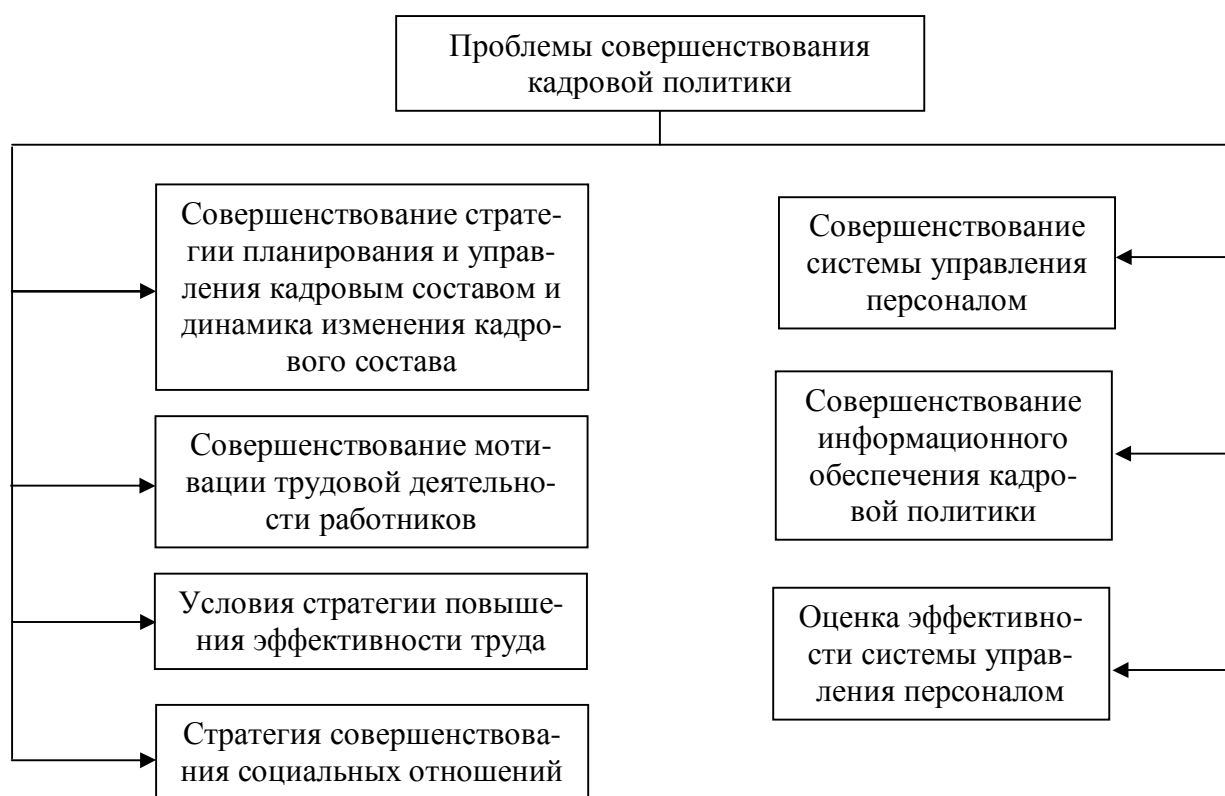 Проблемы совершенствования
кадровой политики
Совершенствование страте-
гии планирования и управ-
ления кадровым составом и
динамика изменения кадро-
вого состава
Совершенствование моти-
вации трудовой деятельно-
сти работников
Условия стратегии повыше-
ния эффективности труда
Стратегия совершенствова-
ния социальных отношений
Совершенствование
системы управления
персоналом
Совершенствование
информационного
обеспечения кадро-
вой политики
Оценка эффективно-
сти системы управ-
ления персоналом